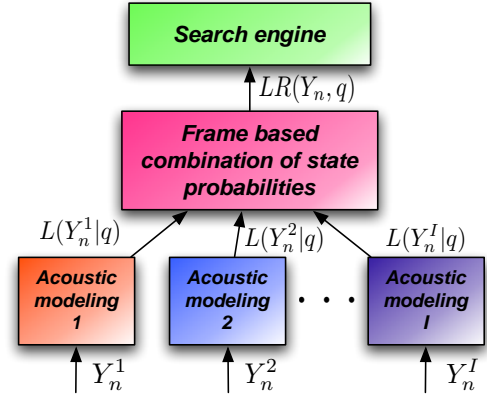 Search engine
LR(Y_n, q)
Frame based
combination of state
probabilities
L(Y_n^1|q) L(Y_n^2|q) L(Y_n^I|q)
Acoustic
modeling
1
Acoustic
modeling
2
. . .
Acoustic
modeling
I
Y_n^1 Y_n^2 Y_n^I